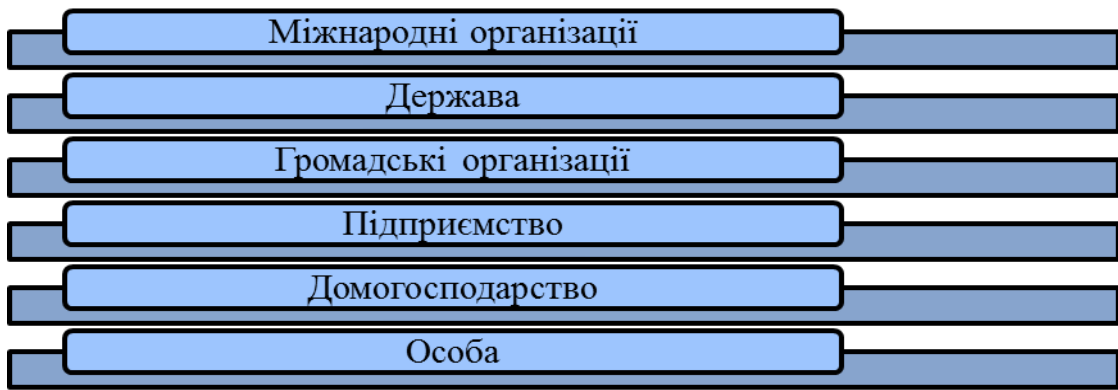 Міжнародні організації
Держава
Громадські організації
Підприємство
Домогосподарство
Особа